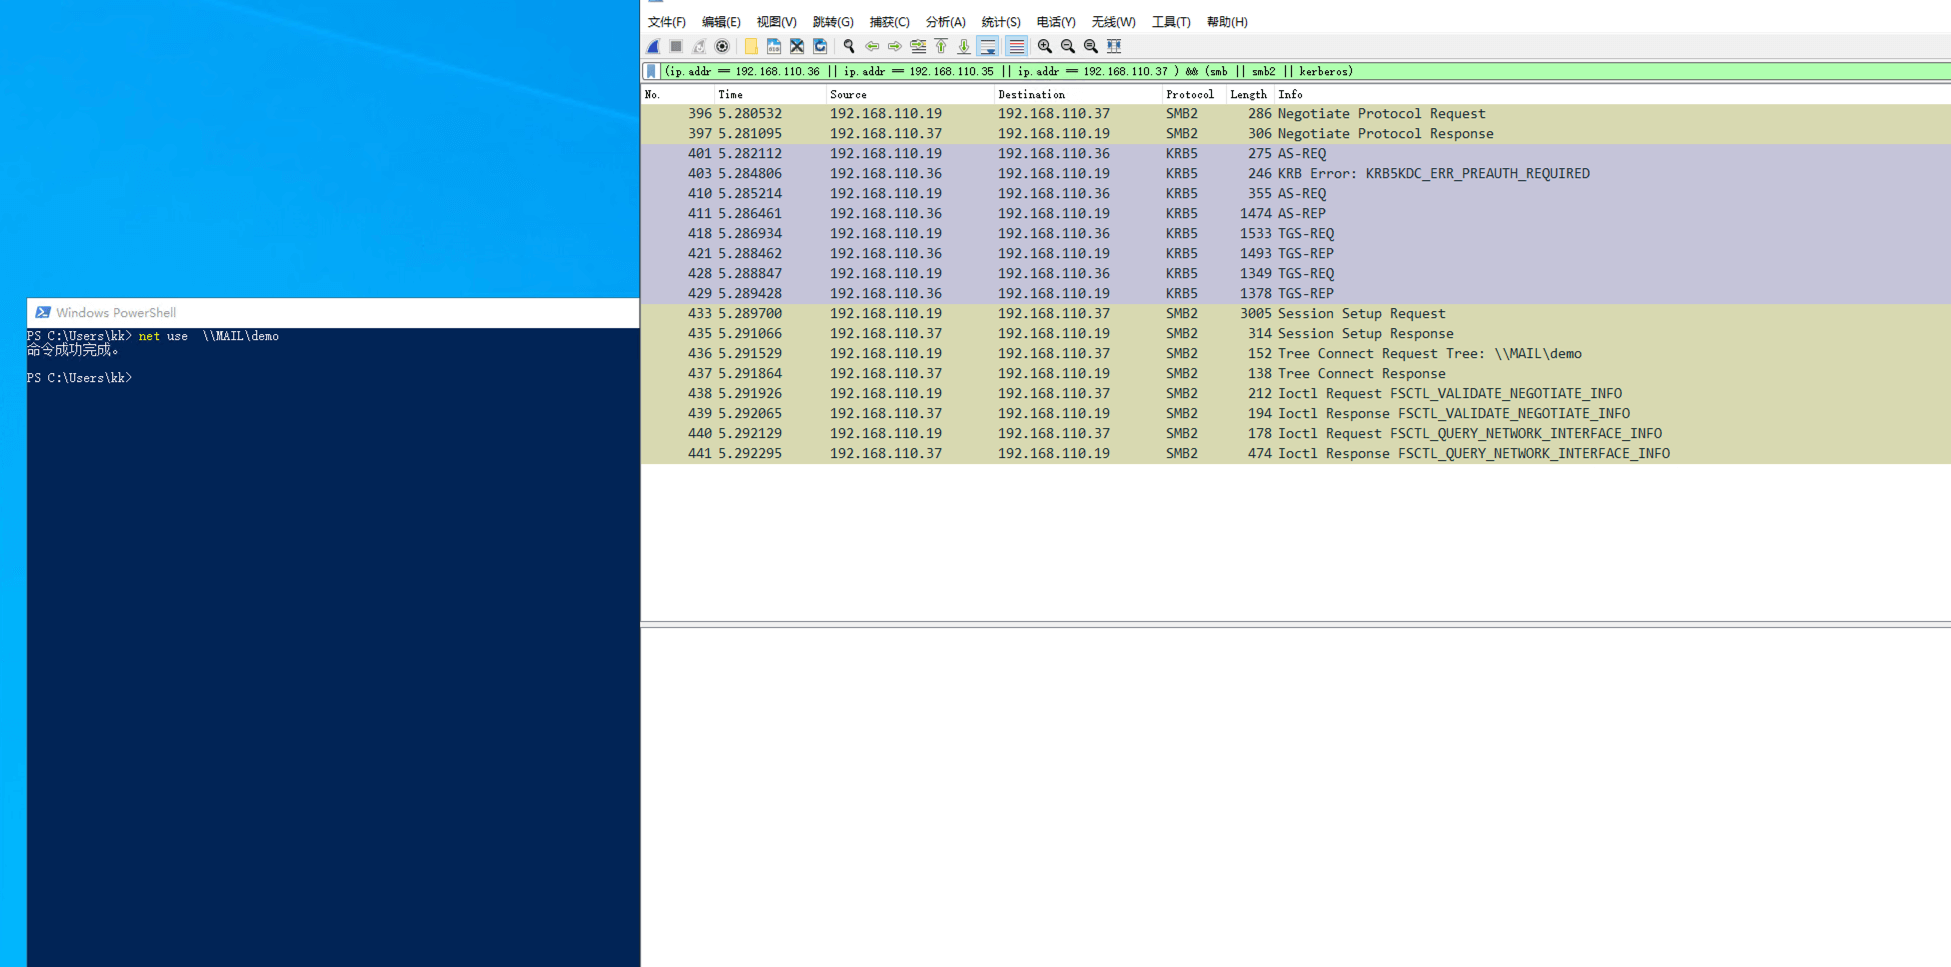 文件(F) 编辑(E) 视图(V) 跳转(G) 捕获(C) 分析(A) 统计(S) 电话(Y) 无线(W) 工具(T) 帮助(H)
(ip.addr == 192.168.110.36 || ip.addr == 192.168.110.35 || ip.addr == 192.168.110.37 ) && (smb || smb2 || kerberos)
No. Time Source Destination Protocol Length Info
396 5.280532 192.168.110.19 192.168.110.37 SMB2 286 Negotiate Protocol Request
397 5.281095 192.168.110.37 192.168.110.19 SMB2 306 Negotiate Protocol Response
401 5.282112 192.168.110.19 192.168.110.36 KRB5 275 AS-REQ
403 5.284806 192.168.110.36 192.168.110.19 KRB5 246 KRB Error: KRB5KDC_ERR_PREAUTH_REQUIRED
410 5.285214 192.168.110.19 192.168.110.36 KRB5 355 AS-REQ
411 5.286461 192.168.110.36 192.168.110.19 KRB5 1474 AS-REP
418 5.286934 192.168.110.19 192.168.110.36 KRB5 1533 TGS-REQ
421 5.288462 192.168.110.36 192.168.110.19 KRB5 1493 TGS-REP
428 5.288847 192.168.110.19 192.168.110.36 KRB5 1349 TGS-REQ
429 5.289428 192.168.110.36 192.168.110.19 KRB5 1378 TGS-REP
433 5.289700 192.168.110.19 192.168.110.37 SMB2 3005 Session Setup Request
435 5.291066 192.168.110.37 192.168.110.19 SMB2 314 Session Setup Response
436 5.291529 192.168.110.19 192.168.110.37 SMB2 152 Tree Connect Request Tree: \\MAIL\demo
437 5.291864 192.168.110.37 192.168.110.19 SMB2 138 Tree Connect Response
438 5.291926 192.168.110.19 192.168.110.37 SMB2 212 Ioctl Request FSCTL_VALIDATE_NEGOTIATE_INFO
439 5.292065 192.168.110.37 192.168.110.19 SMB2 194 Ioctl Response FSCTL_VALIDATE_NEGOTIATE_INFO
440 5.292129 192.168.110.19 192.168.110.37 SMB2 178 Ioctl Request FSCTL_QUERY_NETWORK_INTERFACE_INFO
441 5.292295 192.168.110.37 192.168.110.19 SMB2 474 Ioctl Response FSCTL_QUERY_NETWORK_INTERFACE_INFO
Windows PowerShell
PS C:\Users\kk> net use  \\MAIL\demo
命令成功完成。
PS C:\Users\kk>